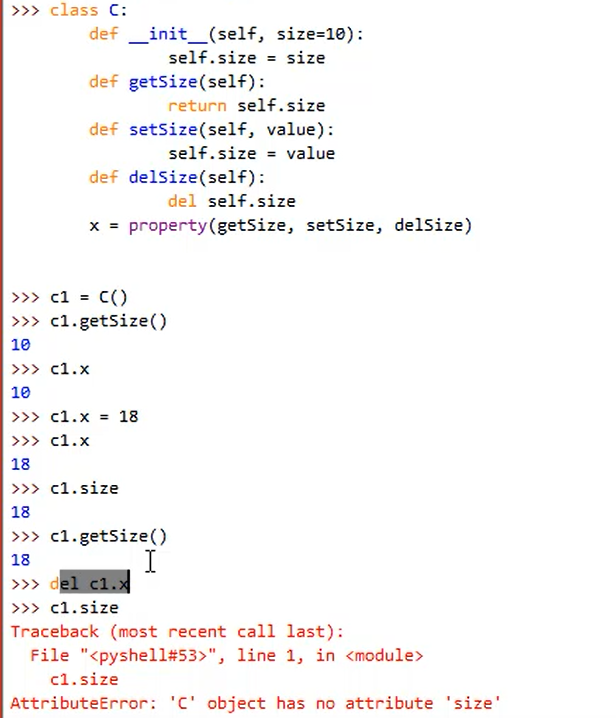 >>> class C:
        def __init__(self, size=10):
                self.size = size
        def getSize(self):
                return self.size
        def setSize(self, value):
                self.size = value
        def delSize(self):
                del self.size
        x = property(getSize, setSize, delSize)
>>> c1 = C()
>>> c1.getSize()
10
>>> c1.x
10
>>> c1.x = 18
>>> c1.x
18
>>> c1.size
18
>>> c1.getSize()
18
>>> del c1.x
>>> c1.size
Traceback (most recent call last):
  File "<pyshell#53>", line 1, in <module>
    c1.size
AttributeError: 'C' object has no attribute 'size'